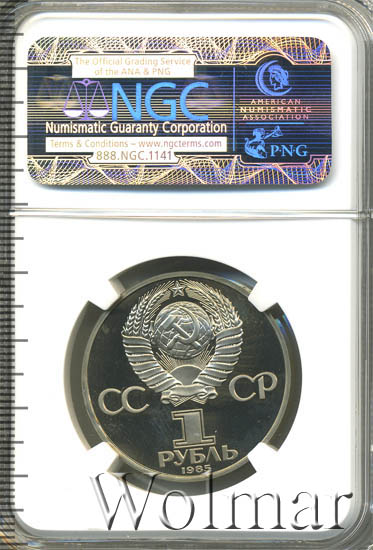 The Official Grading Service
of the ANA & PNG
NGC
Numismatic Guaranty Corporation
Terms & Conditions – www.ngcterms.com
888.NGC.1141
AMERICAN
NUMISMATIC
ASSOCIATION
PNG
СС СР
1
РУБЛЬ
1985
Wolmar